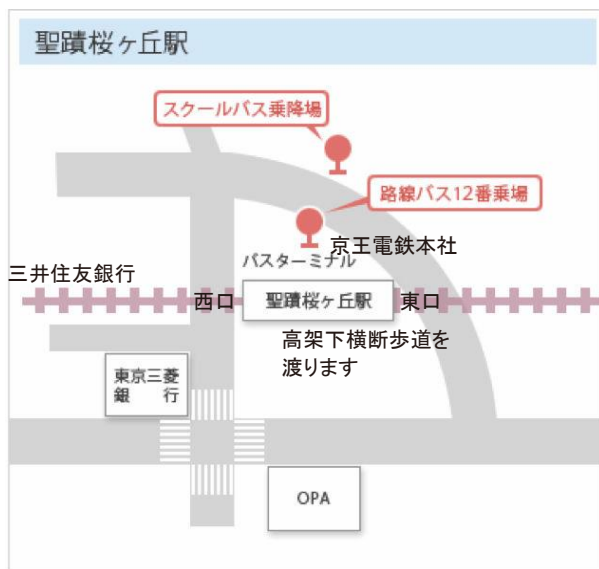 聖蹟桜ヶ丘駅
スクールバス乗降場
路線バス12番乗場
京王電鉄本社
バスターミナル
三井住友銀行
西口
聖蹟桜ヶ丘駅
東口
高架下横断歩道を
渡ります
東京三菱
銀　行
OPA